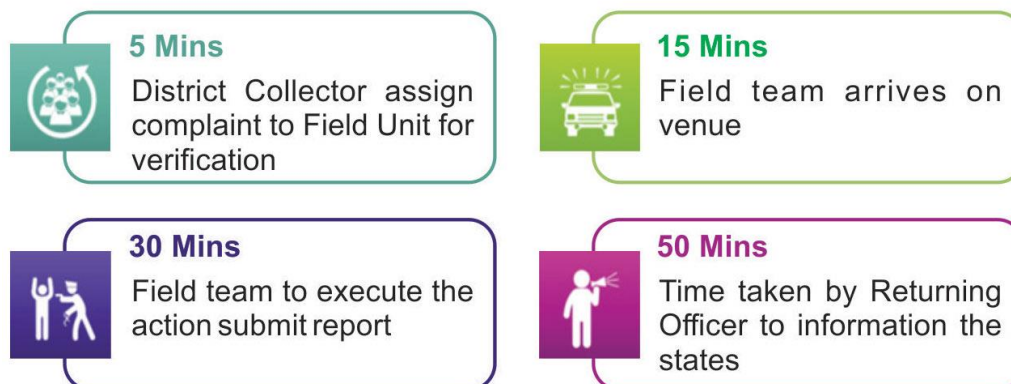 5 Mins
District Collector assign
complaint to Field Unit for
verification
15 Mins
Field team arrives on
venue
30 Mins
Field team to execute the
action submit report
50 Mins
Time taken by Returning
Officer to information the
states